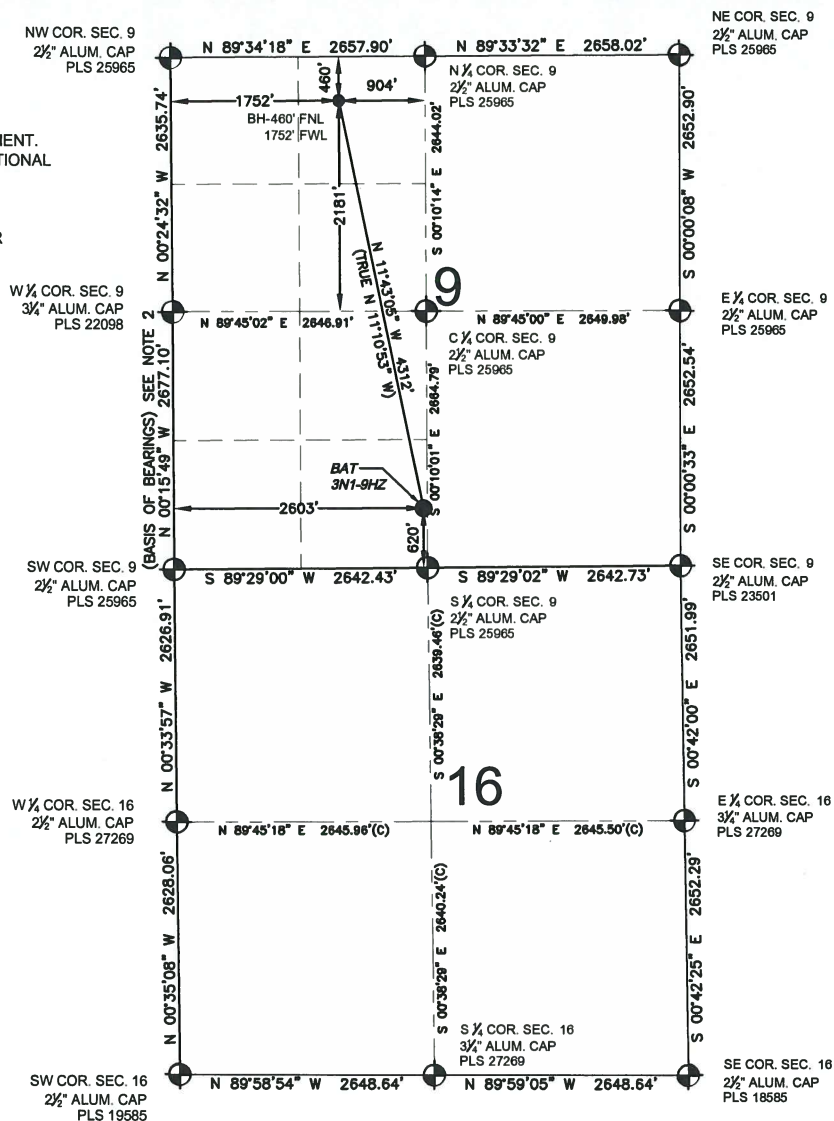 NW COR. SEC. 9
2½" ALUM. CAP
PLS 25965
N 89°34'18" E 2657.90'
N 89°33'32" E 2658.02'
NE COR. SEC. 9
2½" ALUM. CAP
PLS 25965
460'
1752'
904'
BH-460' FNL
1752' FWL
N ¼ COR. SEC. 9
2½" ALUM. CAP
PLS 25965
MENT.
TIONAL
R
N 00°24'32" W 2635.74'
2181'
S 00°10'14" E 2644.02'
N 00°00'08" W 2652.90'
W ¼ COR. SEC. 9
3¼" ALUM. CAP
PLS 22098
N 89°45'02" E 2646.91'
9
N 89°45'00" E 2649.98'
E ¼ COR. SEC. 9
2½" ALUM. CAP
PLS 25965
C ¼ COR. SEC. 9
2½" ALUM. CAP
PLS 25965
N 11°43'05" W 4312'
(TRUE N 11°10'53" W)
(BASIS OF BEARINGS) SEE NOTE 2
N 00°15'49" W 2677.10'
S 00°10'01" E 2664.79'
S 00°00'33" E 2652.54'
BAT
3N1-9HZ
2603'
620'
SW COR. SEC. 9
2½" ALUM. CAP
PLS 25965
S 89°29'00" W 2642.43'
S 89°29'02" W 2642.73'
SE COR. SEC. 9
2½" ALUM. CAP
PLS 23501
S ¼ COR. SEC. 9
2½" ALUM. CAP
PLS 25965
N 00°33'57" W 2626.91'
S 00°38'29" E 2639.46'(C)
S 00°42'00" E 2651.99'
16
W ¼ COR. SEC. 16
2½" ALUM. CAP
PLS 27269
N 89°45'18" E 2645.96'(C)
N 89°45'18" E 2645.50'(C)
E ¼ COR. SEC. 16
3¼" ALUM. CAP
PLS 27269
N 00°35'08" W 2628.06'
S 00°38'29" E 2640.24'(C)
S 00°42'25" E 2652.29'
S ¼ COR. SEC. 16
3¼" ALUM. CAP
PLS 27269
SW COR. SEC. 16
2½" ALUM. CAP
PLS 19585
N 89°58'54" W 2648.64'
N 89°59'05" W 2648.64'
SE COR. SEC. 16
2½" ALUM. CAP
PLS 18585